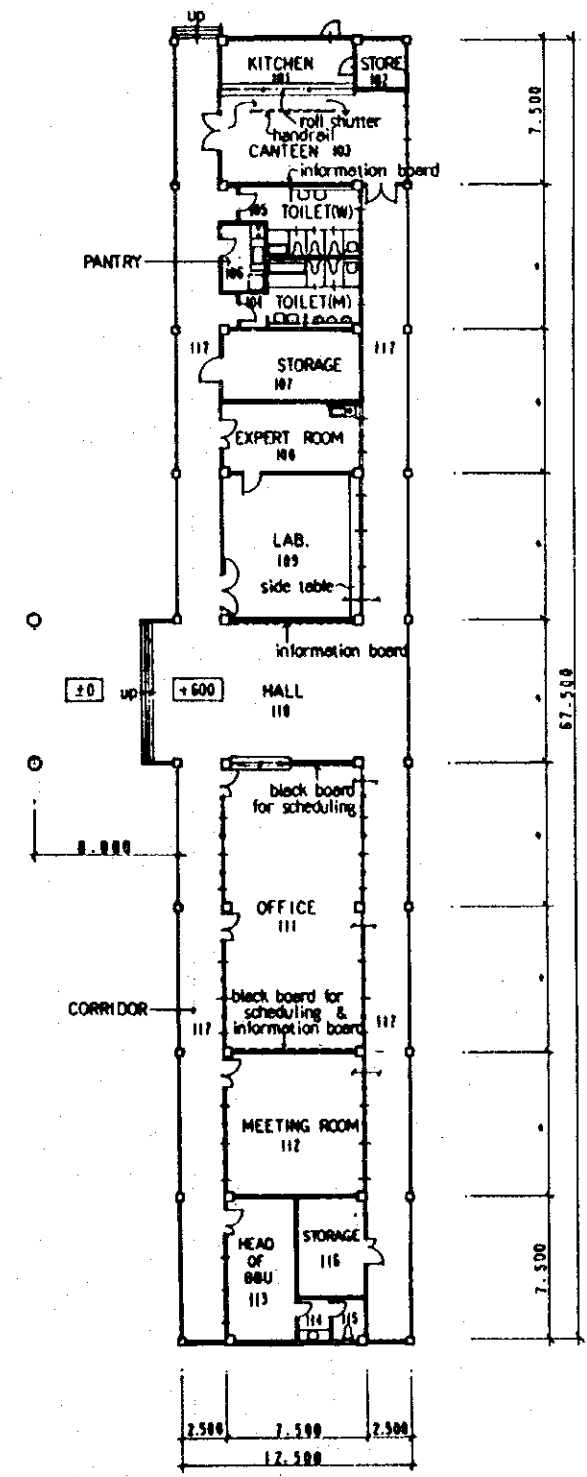 up
KITCHEN
101
STORE
102
roll shutter
handrail
CANTEEN 103
information board
105
TOILET(W)
PANTRY
106
104
TOILET(M)
117
117
STORAGE
107
EXPERT ROOM
108
LAB.
109
side table
information board
±0
up
+600
HALL
110
black board
for scheduling
8.000
OFFICE
111
CORRIDOR
black board for
scheduling &
information board
117
117
MEETING ROOM
112
HEAD
OF
BBU
113
STORAGE
116
114
115
7.500
67.500
7.500
2.500
7.500
2.500
12.500